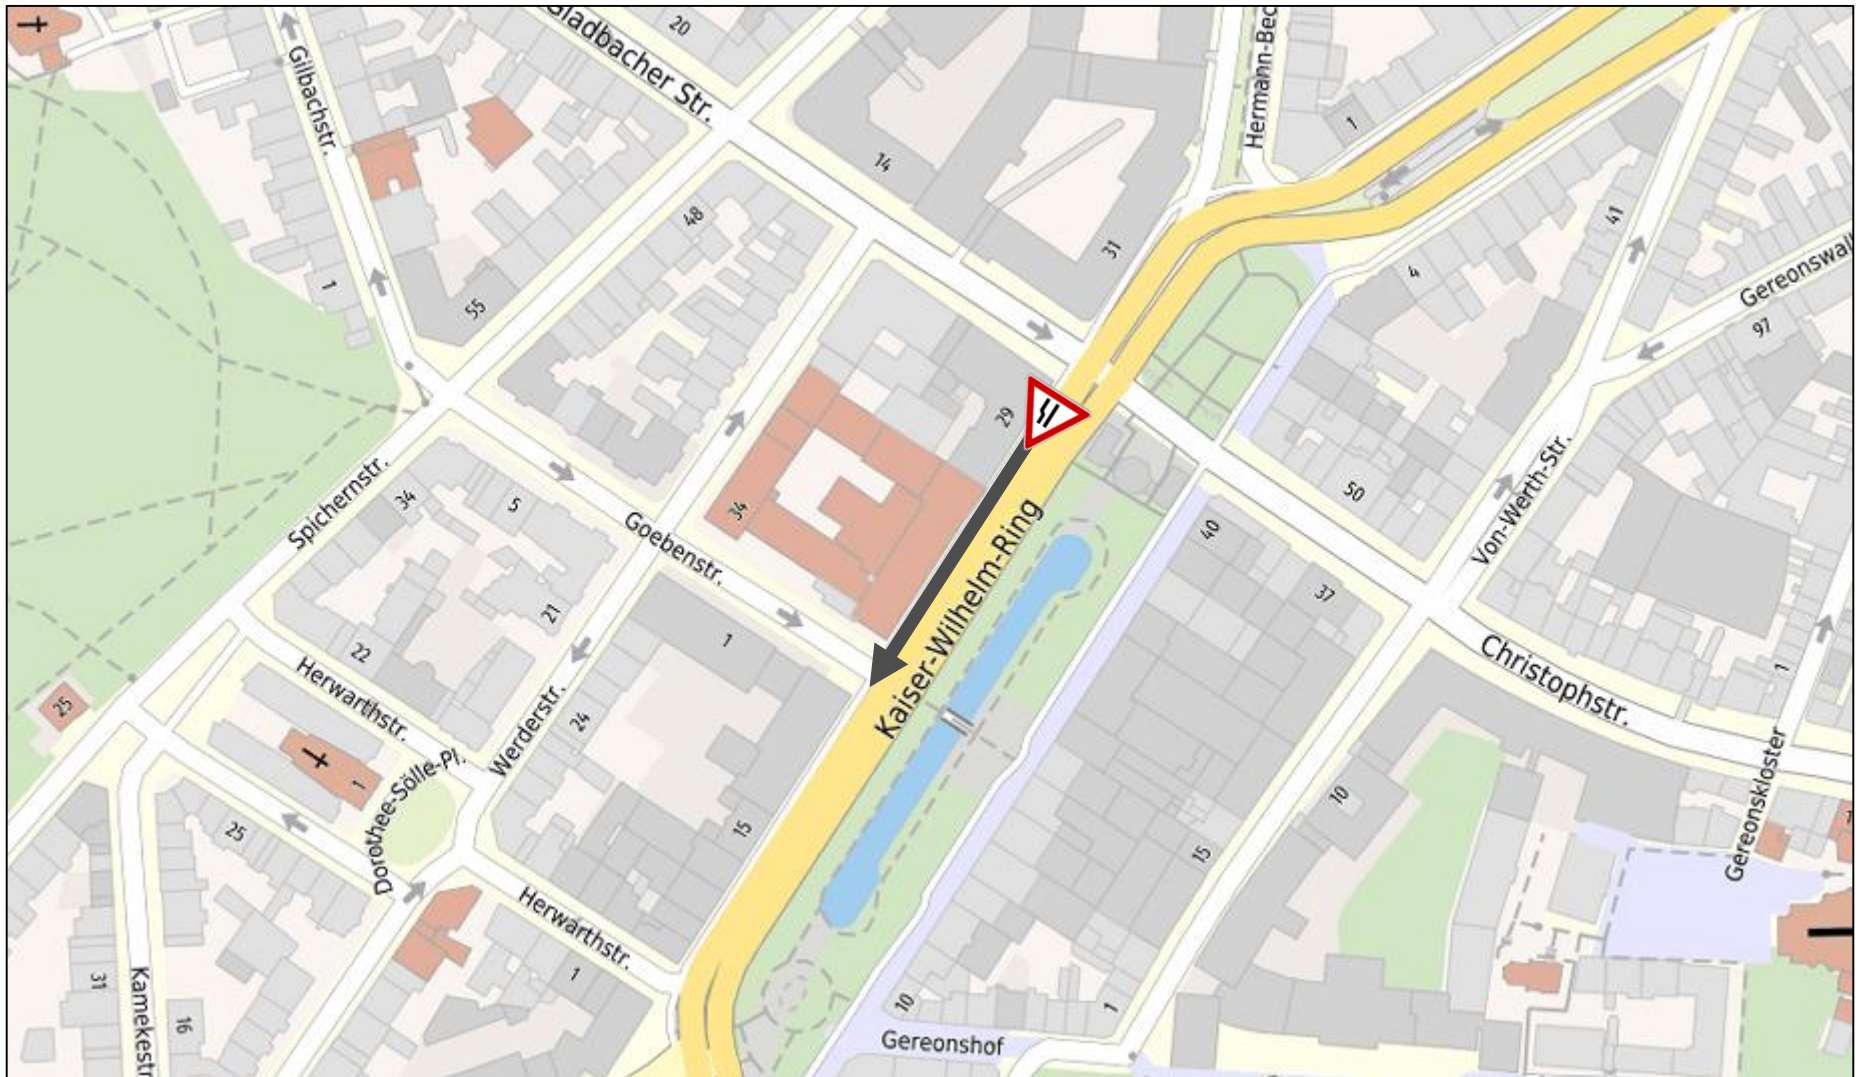 Gladbacher Str.
20
Hermann-Bec
Gilbachstr.
1
14
48
31
41
1
55
4
Gereonswall
97
29
Spichernstr.
34
5
34
Goebenstr.
Kaiser-Wilhelm-Ring
50
40
Von-Werth-Str.
37
21
1
22
Herwarthstr.
25
Werderstr.
24
Christophstr.
1
Dorothee-Sölle-Pl.
1
25
15
10
15
Gereonskloster
1
Herwarthstr.
31
Kamekestr
16
1
10
1
Gereonshof